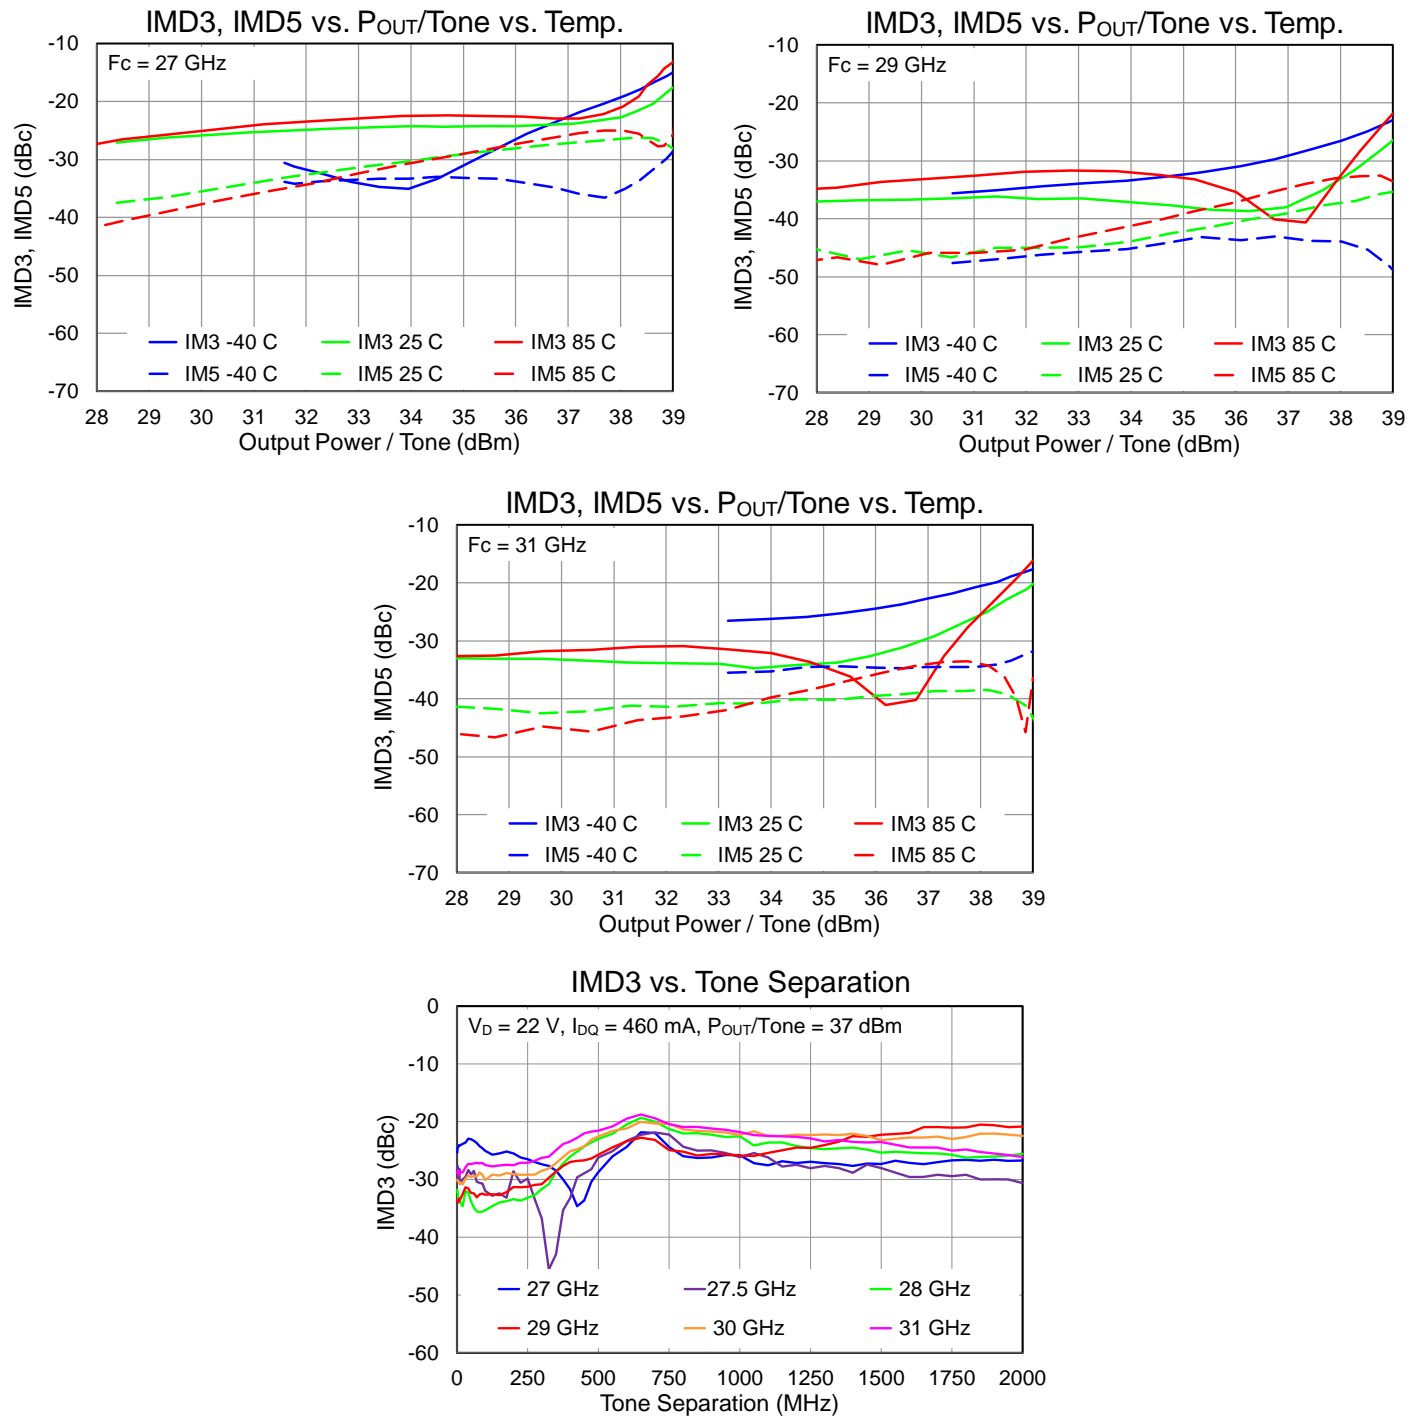 IMD3, IMD5 vs. POUT/Tone vs. Temp.
Fc = 27 GHz
IMD3, IMD5 (dBc)
-10
-20
-30
-40
-50
-60
-70
IM3 -40 C IM3 25 C IM3 85 C
IM5 -40 C IM5 25 C IM5 85 C
28 29 30 31 32 33 34 35 36 37 38 39
Output Power / Tone (dBm)
IMD3, IMD5 vs. POUT/Tone vs. Temp.
Fc = 29 GHz
IMD3, IMD5 (dBc)
-10
-20
-30
-40
-50
-60
-70
IM3 -40 C IM3 25 C IM3 85 C
IM5 -40 C IM5 25 C IM5 85 C
28 29 30 31 32 33 34 35 36 37 38 39
Output Power / Tone (dBm)
IMD3, IMD5 vs. POUT/Tone vs. Temp.
Fc = 31 GHz
IMD3, IMD5 (dBc)
-10
-20
-30
-40
-50
-60
-70
IM3 -40 C IM3 25 C IM3 85 C
IM5 -40 C IM5 25 C IM5 85 C
28 29 30 31 32 33 34 35 36 37 38 39
Output Power / Tone (dBm)
IMD3 vs. Tone Separation
VD = 22 V, IDQ = 460 mA, POUT/Tone = 37 dBm
IMD3 (dBc)
0
-10
-20
-30
-40
-50
-60
27 GHz 27.5 GHz 28 GHz
29 GHz 30 GHz 31 GHz
0 250 500 750 1000 1250 1500 1750 2000
Tone Separation (MHz)